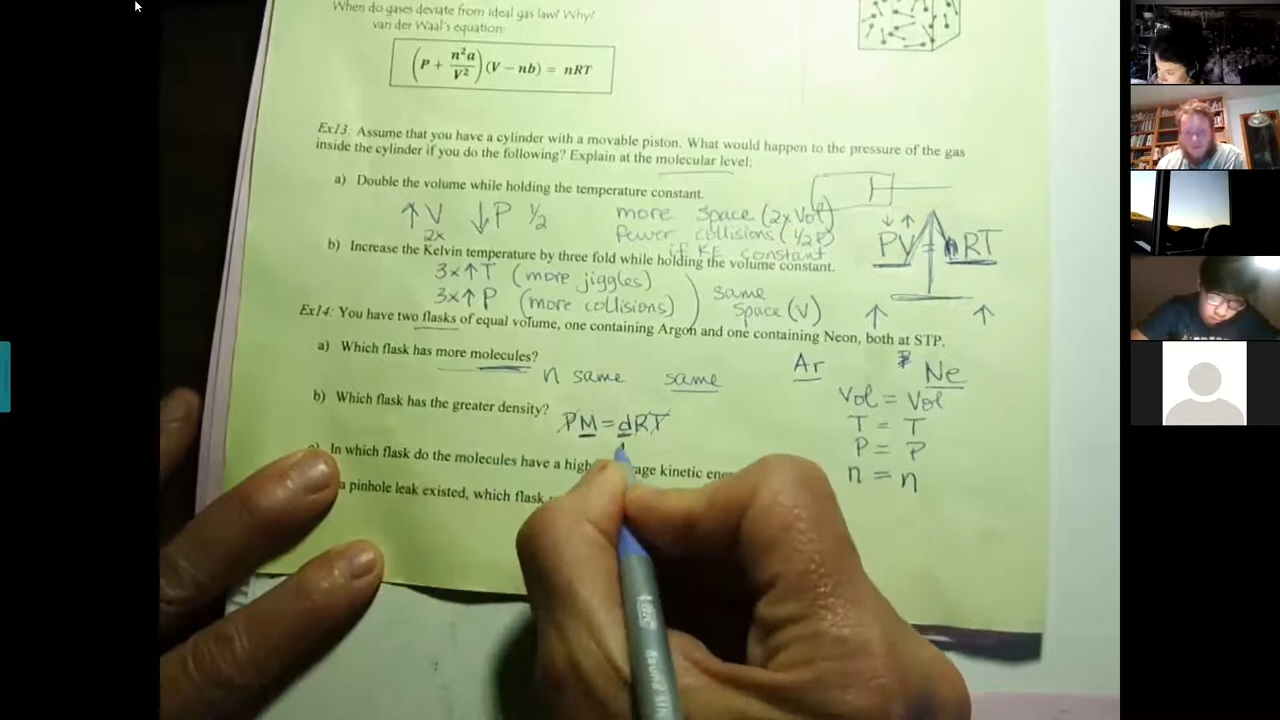 When do gases deviate from ideal gas law? Why?
van der Waal's equation:
(P + n²a/V²)(V − nb) = nRT
Ex13: Assume that you have a cylinder with a movable piston. What would happen to the pressure of the gas
inside the cylinder if you do the following? Explain at the molecular level:
a) Double the volume while holding the temperature constant.
↑V ↓P ½
2x
more space (2x Vol)
fewer collisions (½P)
if KE constant
↓ ↑
PV = nRT
↑ ↑
b) Increase the Kelvin temperature by three fold while holding the volume constant.
3x↑T (more jiggles)
3x↑P (more collisions)
same
space (V)
Ex14: You have two flasks of equal volume, one containing Argon and one containing Neon, both at STP.
a) Which flask has more molecules?
n same same
Ar Ne
Vol = Vol
T = T
P = P
n = n
b) Which flask has the greater density?
PM = dRT
In which flask do the molecules have a high age kinetic
a pinhole leak existed, which flask